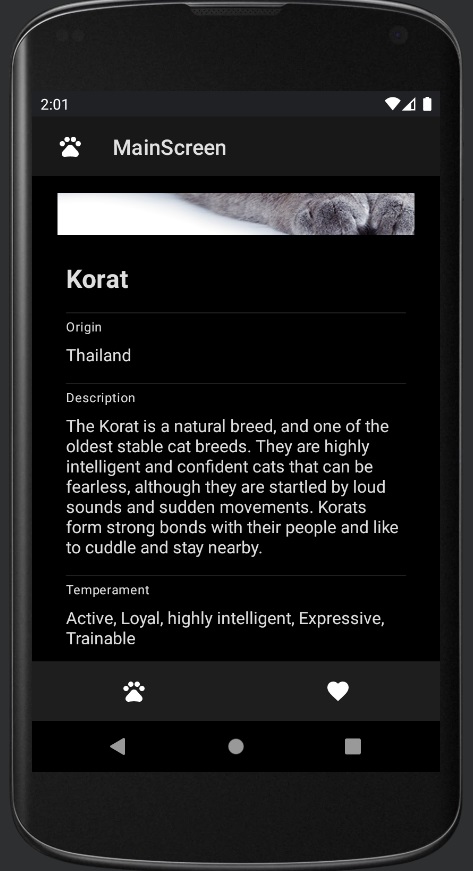 2:01
MainScreen
Korat
Origin
Thailand
Description
The Korat is a natural breed, and one of the
oldest stable cat breeds. They are highly
intelligent and confident cats that can be
fearless, although they are startled by loud
sounds and sudden movements. Korats
form strong bonds with their people and like
to cuddle and stay nearby.
Temperament
Active, Loyal, highly intelligent, Expressive,
Trainable